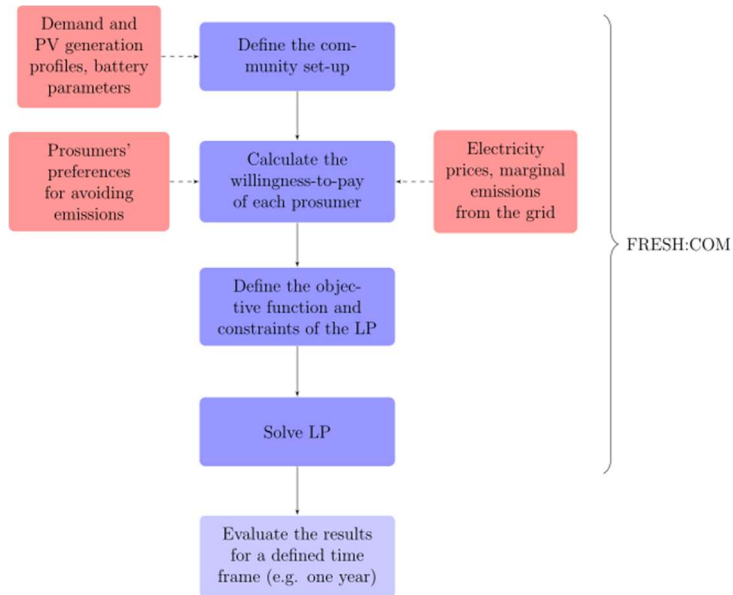 Demand and
PV generation
profiles, battery
parameters
Define the com-
munity set-up
Prosumers'
preferences
for avoiding
emissions
Calculate the
willingness-to-pay
of each prosumer
Electricity
prices, marginal
emissions
from the grid
FRESH:COM
Define the objec-
tive function and
constraints of the LP
Solve LP
Evaluate the results
for a defined time
frame (e.g. one year)